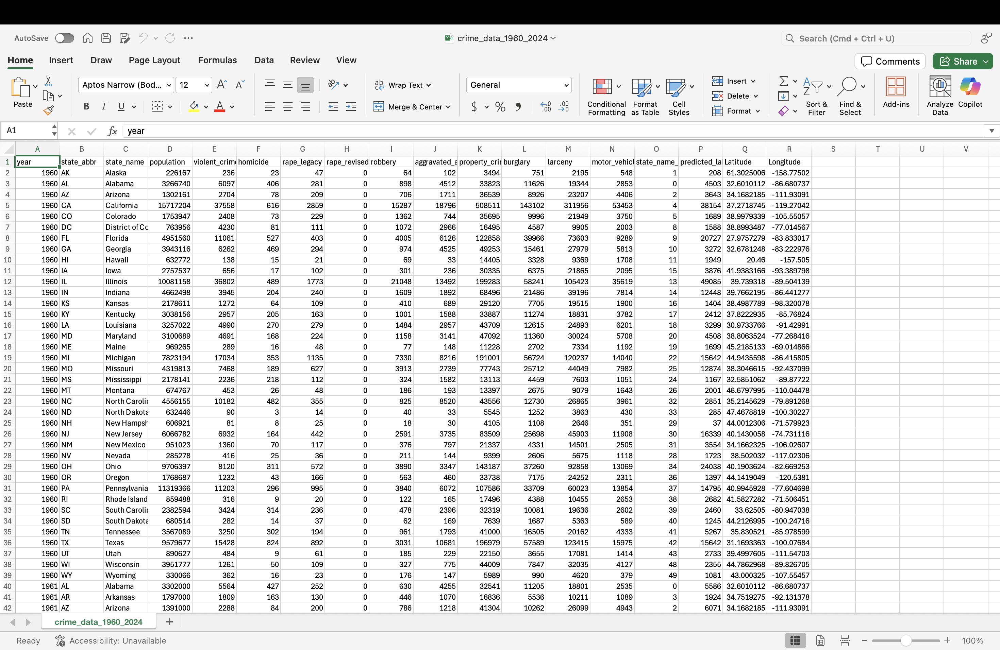 AutoSave
crime_data_1960_2024
Search (Cmd + Ctrl + U)
Home Insert Draw Page Layout Formulas Data Review View Comments Share
Paste Aptos Narrow (Bod... 12 Wrap Text General Insert
B I U Merge & Center $ % Delete
Conditional Formatting Format as Table Cell Styles Format Sort & Filter Find & Select Add-ins Analyze Data Copilot
A1 fx year
A B C D E F G H I J K L M N O P Q R S T U V
1 year state_abbr state_name population violent_crime homicide rape_legacy rape_revised robbery aggravated_a property_crir burglary larceny motor_vehicl state_name_ predicted_la Latitude Longitude
2 1960 AK Alaska 226167 236 23 47 0 64 102 3494 751 2195 548 1 208 61.3025006 -158.77502
3 1960 AL Alabama 3266740 6097 406 281 0 898 4512 33823 11626 19344 2853 0 4503 32.6010112 -86.680737
4 1960 AZ Arizona 1302161 2704 78 209 0 706 1711 36539 8926 23207 4406 2 3643 34.1682185 -111.93091
5 1960 CA California 15717204 37558 616 2859 0 15287 18796 508511 143102 311956 53453 4 38154 37.2718745 -119.27042
6 1960 CO Colorado 1753947 2408 73 229 0 1362 744 35695 9996 21949 3750 5 1689 38.9979339 -105.55057
7 1960 DC District of Cc 763956 4230 81 111 0 1072 2966 16495 4587 9905 2003 8 1588 38.8993487 -77.014567
8 1960 FL Florida 4951560 11061 527 403 0 4005 6126 122858 39966 73603 9289 9 20727 27.9757279 -83.833017
9 1960 GA Georgia 3943116 6262 469 294 0 974 4525 49253 15461 27979 5813 10 3272 32.6781248 -83.222976
10 1960 HI Hawaii 632772 138 15 21 0 69 33 14405 3328 9369 1708 11 1949 20.46 -157.505
11 1960 IA Iowa 2757537 656 17 102 0 301 236 30335 6375 21865 2095 15 3876 41.9383166 -93.389798
12 1960 IL Illinois 10081158 36802 489 1773 0 21048 13492 199283 58241 105423 35619 13 49085 39.739318 -89.504139
13 1960 IN Indiana 4662498 3945 204 240 0 1609 1892 68496 21486 39196 7814 14 12448 39.7662195 -86.441277
14 1960 KS Kansas 2178611 1272 64 109 0 410 689 29120 7705 19515 1900 16 1404 38.4987789 -98.320078
15 1960 KY Kentucky 3038156 2957 205 163 0 1001 1588 33887 11274 18831 3782 17 2412 37.8222935 -85.76824
16 1960 LA Louisiana 3257022 4990 270 279 0 1484 2957 43709 12615 24893 6201 18 3299 30.9733766 -91.42991
17 1960 MD Maryland 3100689 4691 168 224 0 1158 3141 47092 11360 30024 5708 20 4508 38.8063524 -77.268416
18 1960 ME Maine 969265 289 16 48 0 77 148 11228 2702 7334 1192 19 1699 45.2185133 -69.014866
19 1960 MI Michigan 7823194 17034 353 1135 0 7330 8216 191001 56724 120237 14040 22 15642 44.9435598 -86.415805
20 1960 MO Missouri 4319813 7468 189 627 0 3913 2739 77743 25712 44049 7982 25 12874 38.3046615 -92.437099
21 1960 MS Mississippi 2178141 2236 218 112 0 324 1582 13113 4459 7603 1051 24 1167 32.5851062 -89.87722
22 1960 MT Montana 674767 453 26 48 0 186 193 13397 2675 9079 1643 26 2001 46.6797995 -110.04478
23 1960 NC North Carolir 4556155 10182 482 355 0 825 8520 43556 12730 26865 3961 32 2851 35.2145629 -79.891268
24 1960 ND North Dakota 632446 90 3 14 0 40 33 5545 1252 3863 430 33 285 47.4678819 -100.30227
25 1960 NH New Hampsh 606921 81 8 25 0 18 30 4105 1108 2646 351 29 37 44.0012306 -71.579923
26 1960 NJ New Jersey 6066782 6932 164 442 0 2591 3735 83509 25698 45903 11908 30 16339 40.1430058 -74.731116
27 1960 NM New Mexico 951023 1360 70 117 0 376 797 21337 4331 14501 2505 31 3554 34.1662325 -106.02607
28 1960 NV Nevada 285278 416 25 36 0 211 144 9399 2606 5675 1118 28 1723 38.502032 -117.02306
29 1960 OH Ohio 9706397 8120 311 572 0 3890 3347 143187 37260 92858 13069 34 24038 40.1903624 -82.669253
30 1960 OR Oregon 1768687 1232 43 166 0 563 460 33738 7175 24252 2311 36 1397 44.1419049 -120.5381
31 1960 PA Pennsylvania 11319366 11203 296 995 0 3840 6072 107586 33709 60023 13854 37 14795 40.9945928 -77.604698
32 1960 RI Rhode Island 859488 316 9 20 0 122 165 17496 4388 10455 2653 38 2682 41.5827282 -71.506451
33 1960 SC South Carolir 2382594 3424 314 236 0 478 2396 32319 10081 19636 2602 39 2460 33.62505 -80.947038
34 1960 SD South Dakota 680514 282 14 37 0 62 169 7639 1687 5363 589 40 1245 44.2126995 -100.24716
35 1960 TN Tennessee 3567089 3250 302 194 0 961 1793 41000 16505 20162 4333 41 5267 35.830521 -85.978599
36 1960 TX Texas 9579677 15428 824 892 0 3031 10681 196979 57589 123415 15975 42 15642 31.1693363 -100.07684
37 1960 UT Utah 890627 484 9 61 0 185 229 22150 3655 17081 1414 43 2733 39.4997605 -111.54703
38 1960 WI Wisconsin 3951777 1261 50 109 0 327 775 44009 7847 32035 4127 48 2355 44.7862968 -89.826705
39 1960 WY Wyoming 330066 362 16 23 0 176 147 5989 990 4620 379 49 1081 43.000325 -107.55457
40 1961 AL Alabama 3302000 5564 427 252 0 630 4255 32541 11205 18801 2535 0 5586 32.6010112 -86.680737
41 1961 AR Arkansas 1797000 1809 163 130 0 446 1070 16836 5536 10211 1089 3 1924 34.7519275 -92.131378
42 1961 AZ Arizona 1391000 2288 84 200 0 786 1218 41304 10262 26099 4943 2 6071 34.1682185 -111.93091
crime_data_1960_2024
Ready Accessibility: Unavailable 100%